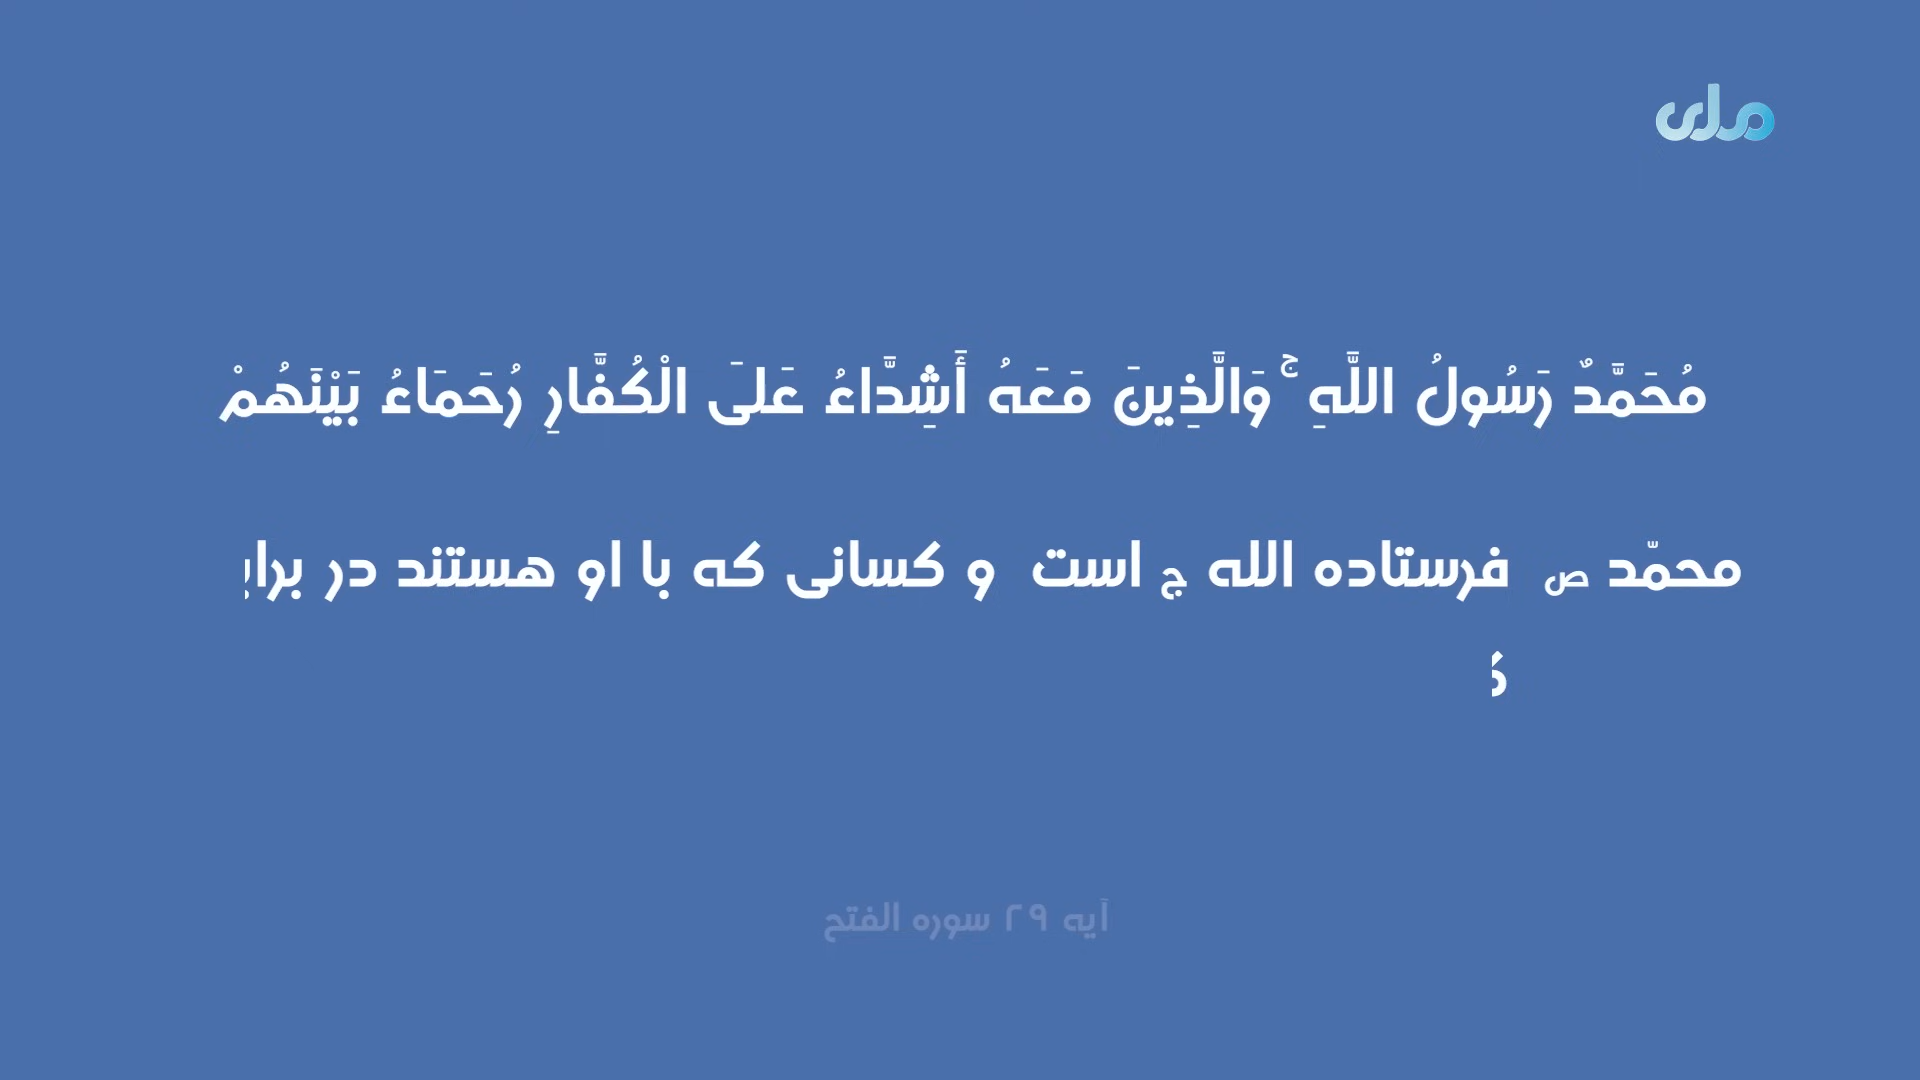 ملی
مُحَمَّدٌ رَسُولُ اللَّهِ ۚ وَالَّذِينَ مَعَهُ أَشِدَّاءُ عَلَى الْكُفَّارِ رُحَمَاءُ بَيْنَهُمْ
محمّد ص فرستاده الله ج است و کسانی که با او هستند در
آیه ۲۹ سوره الفتح